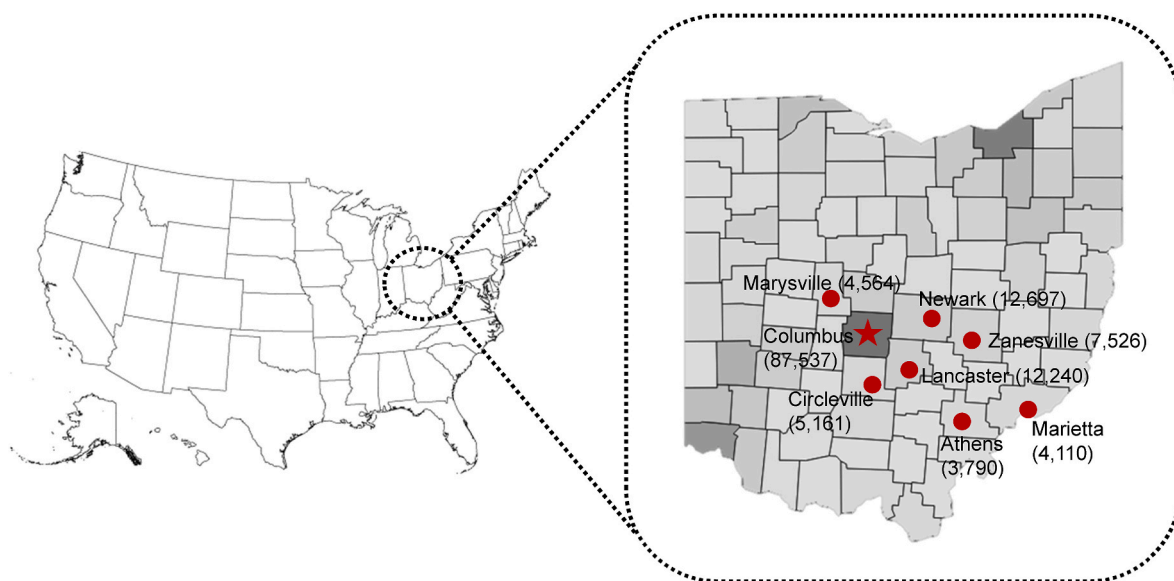 Marysville (4,564)
Newark (12,697)
Columbus
(87,537)
Zanesville (7,526)
Lancaster (12,240)
Circleville
(5,161)
Marietta
(4,110)
Athens
(3,790)